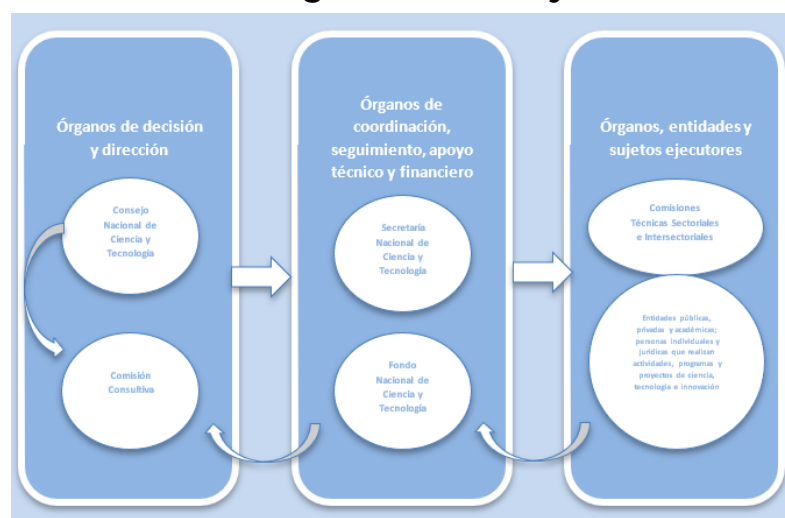 Órganos de decisión
y dirección
Consejo
Nacional de
Ciencia y
Tecnología
Comisión
Consultiva
Órganos de
coordinación,
seguimiento, apoyo
técnico y financiero
Secretaría
Nacional de
Ciencia y
Tecnología
Fondo
Nacional de
Ciencia y
Tecnología
Órganos, entidades y
sujetos ejecutores
Comisiones
Técnicas Sectoriales
e Intersectoriales
Entidades públicas,
privadas y académicas;
personas individuales y
jurídicas que realizan
actividades, programas y
proyectos de ciencia,
tecnología e innovación